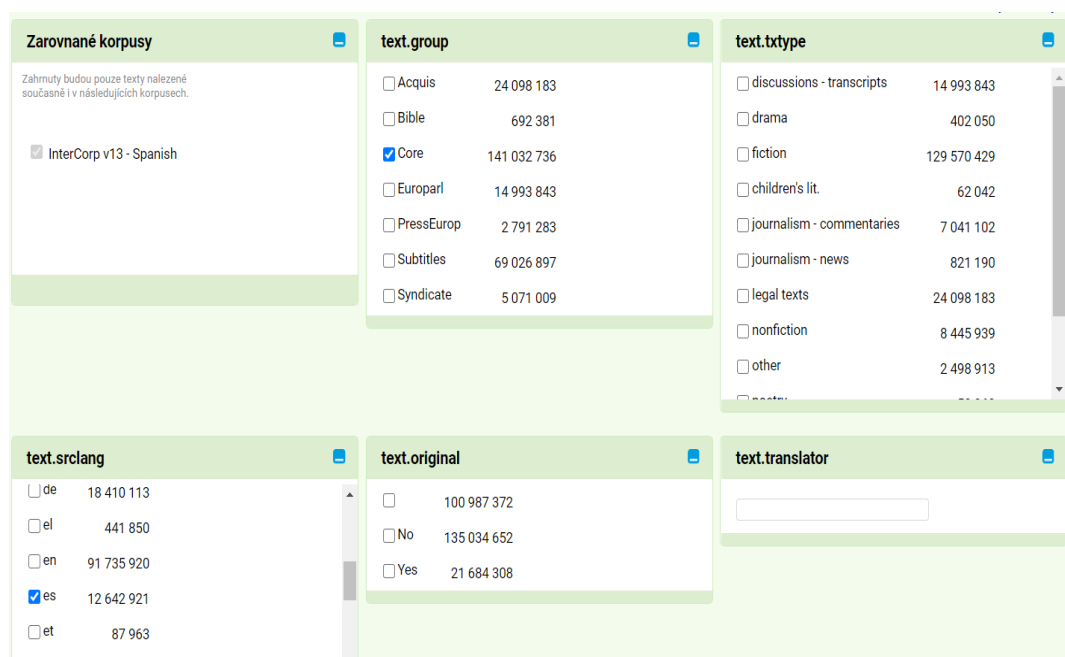 Zarovnané korpusy
Zahrnuty budou pouze texty nalezené
současně i v následujících korpusech.
InterCorp v13 - Spanish
text.group
Acquis 24 098 183
Bible 692 381
Core 141 032 736
Europarl 14 993 843
PressEurop 2 791 283
Subtitles 69 026 897
Syndicate 5 071 009
text.txtype
discussions - transcripts 14 993 843
drama 402 050
fiction 129 570 429
children's lit. 62 042
journalism - commentaries 7 041 102
journalism - news 821 190
legal texts 24 098 183
nonfiction 8 445 939
other 2 498 913
text.srclang
de 18 410 113
el 441 850
en 91 735 920
es 12 642 921
et 87 963
text.original
100 987 372
No 135 034 652
Yes 21 684 308
text.translator